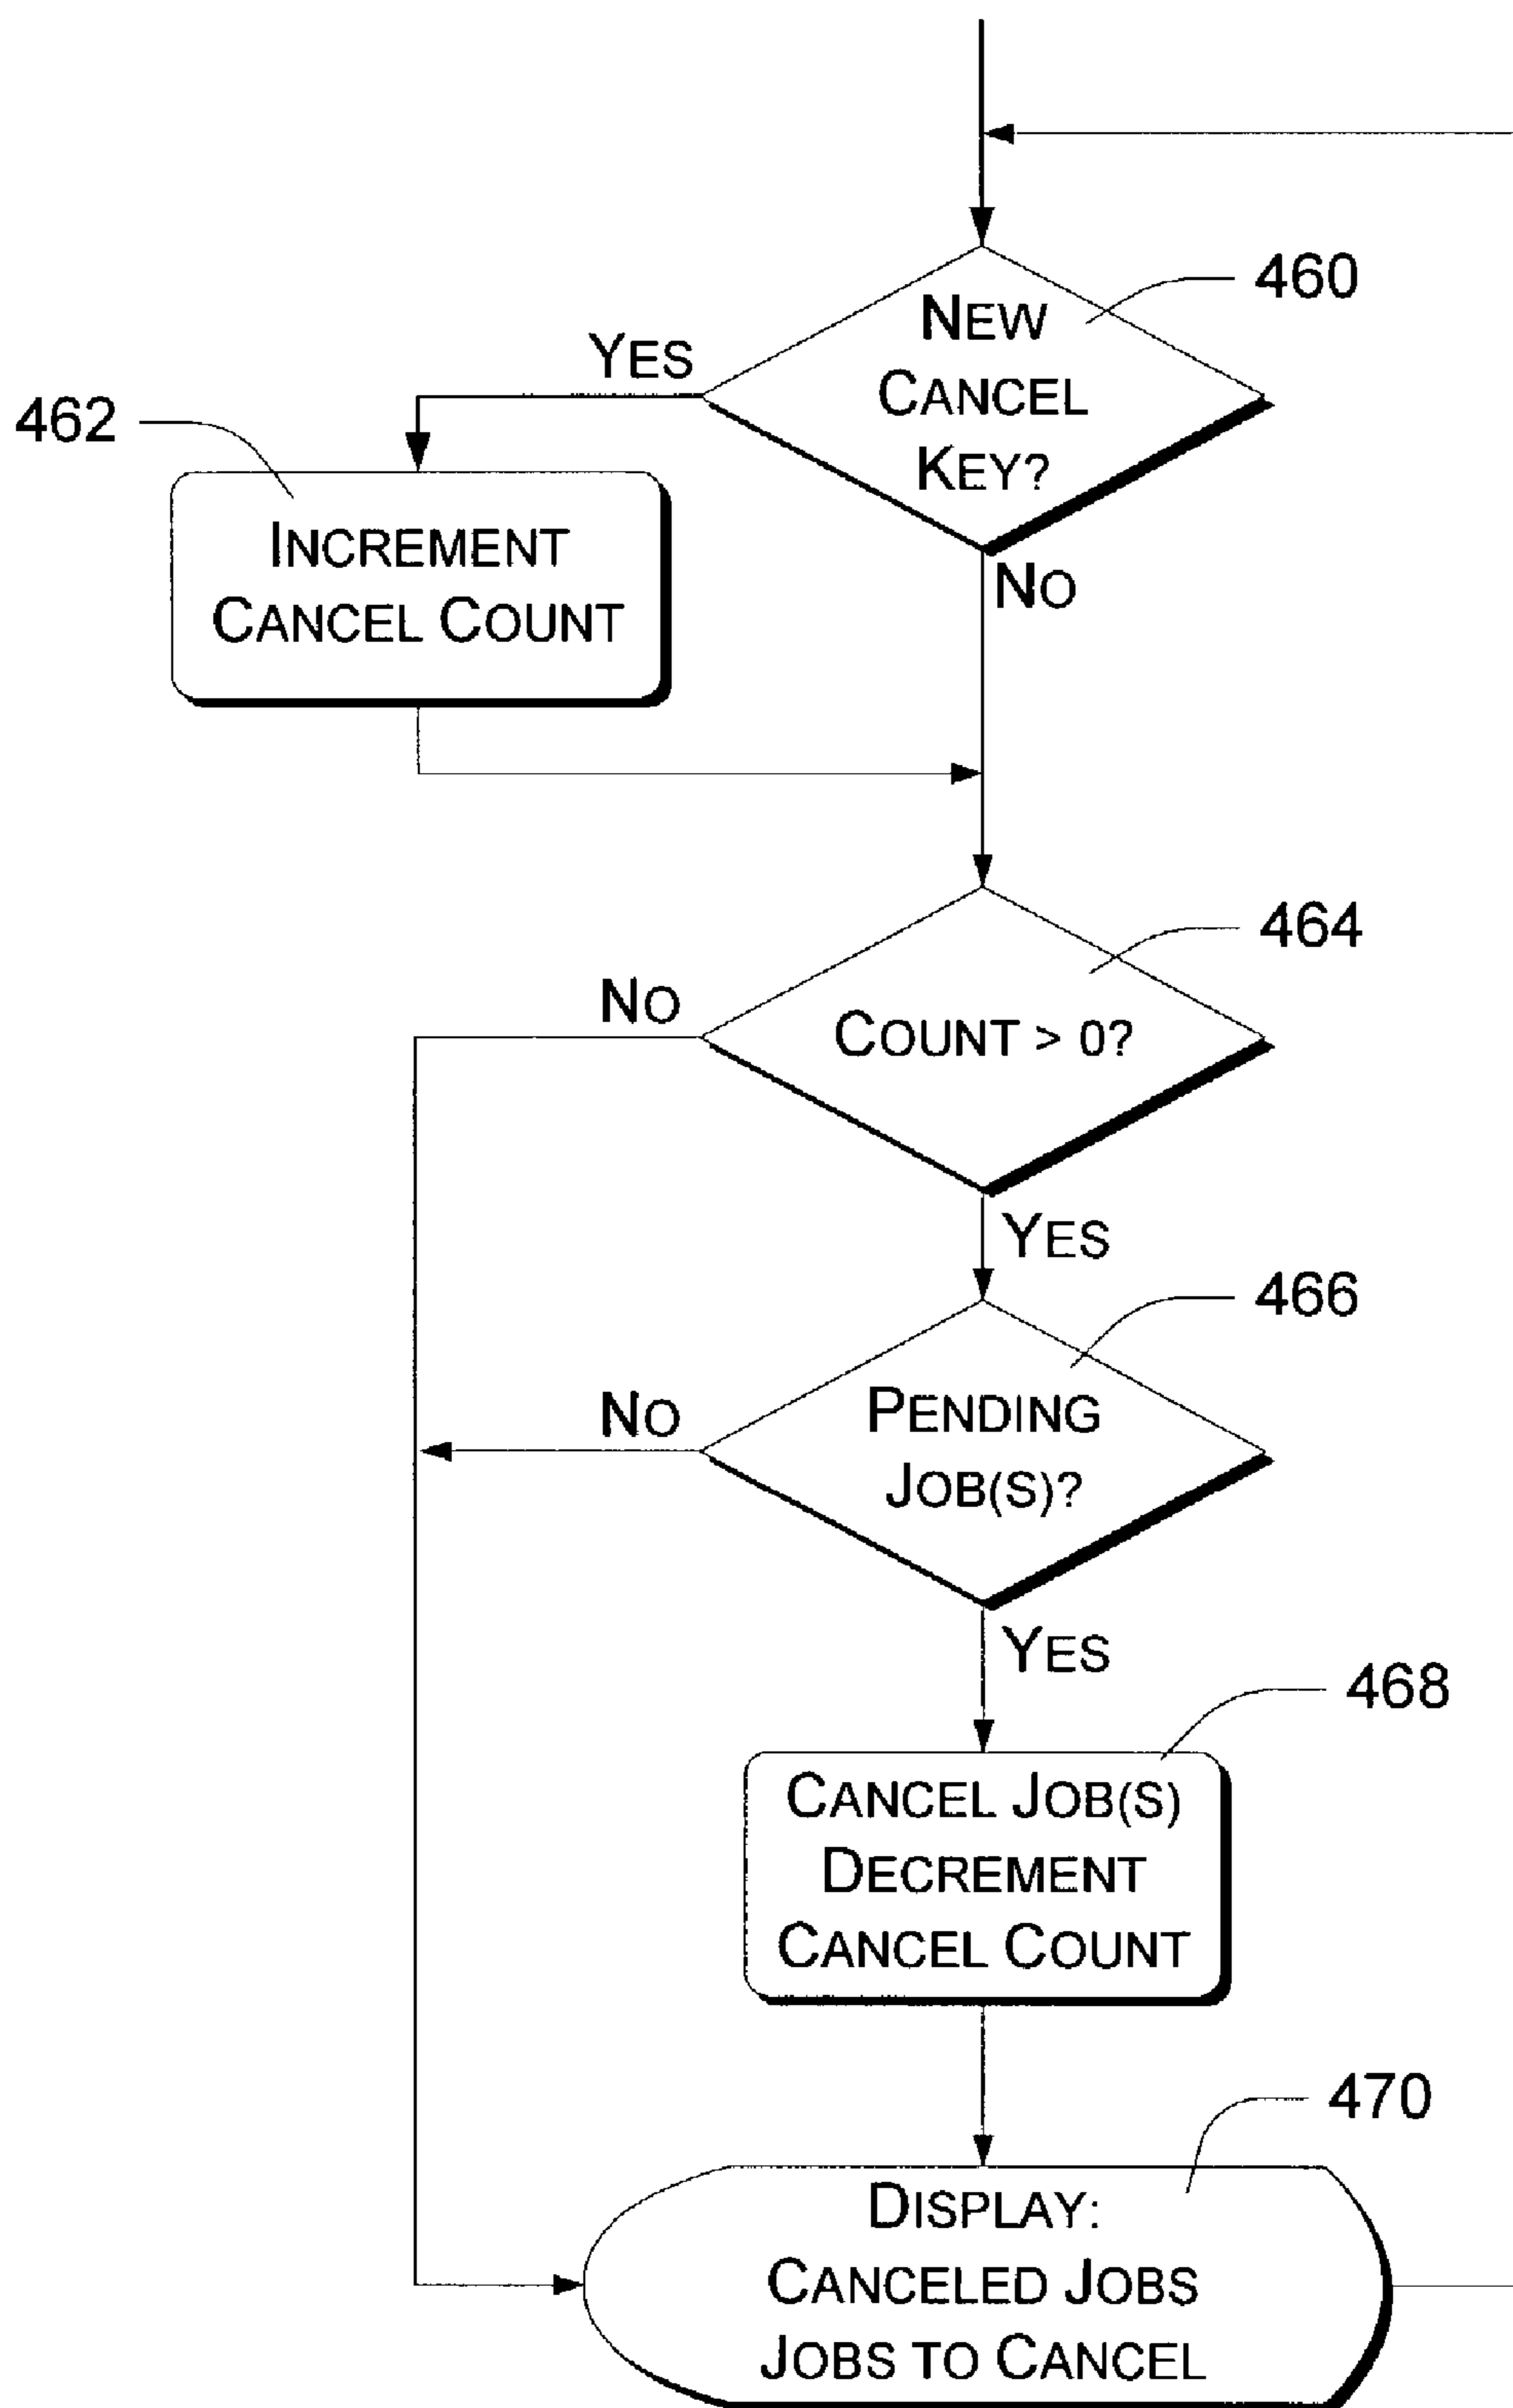 460
NEW
CANCEL
KEY?
YES
462
INCREMENT
CANCEL COUNT
NO
464
NO
COUNT > 0?
YES
466
NO
PENDING
JOB(S)?
YES
468
CANCEL JOB(S)
DECREMENT
CANCEL COUNT
470
DISPLAY:
CANCELED JOBS
JOBS TO CANCEL